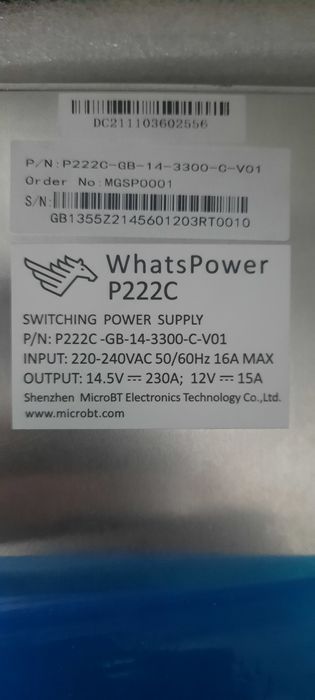 DC211103602556
P/N:P222C-GB-14-3300-C-V01
Order No:MGSP0001
S/N:
GB1355Z2145601203RT0010
WhatsPower
P222C
SWITCHING POWER SUPPLY
P/N: P222C -GB-14-3300-C-V01
INPUT: 220-240VAC 50/60Hz 16A MAX
OUTPUT: 14.5V⎓230A; 12V⎓15A
Shenzhen MicroBT Electronics Technology Co.,Ltd.
www.microbt.com